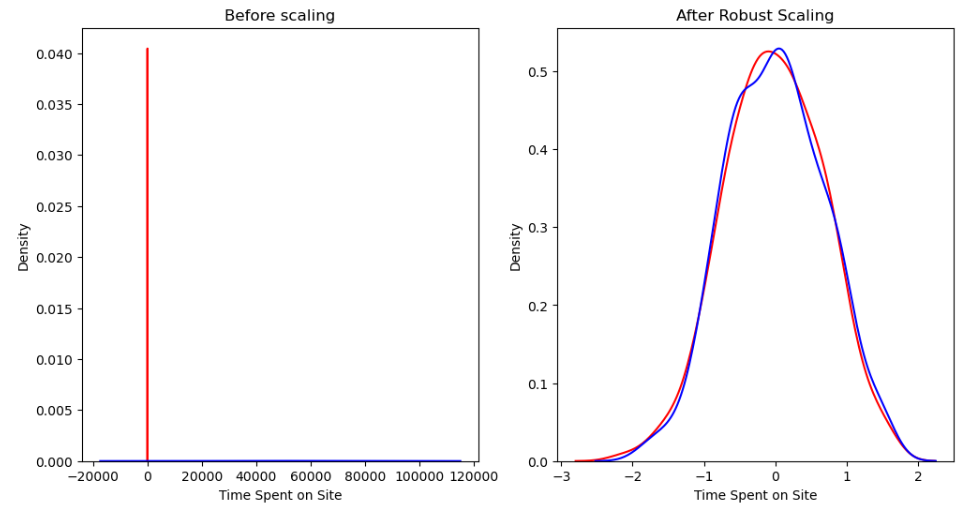 Before scaling
0.040
0.035
0.030
0.025
0.020
0.015
0.010
0.005
0.000
Density
−20000 0 20000 40000 60000 80000 100000 120000
Time Spent on Site
After Robust Scaling
0.5
0.4
0.3
0.2
0.1
0.0
Density
−3 −2 −1 0 1 2
Time Spent on Site